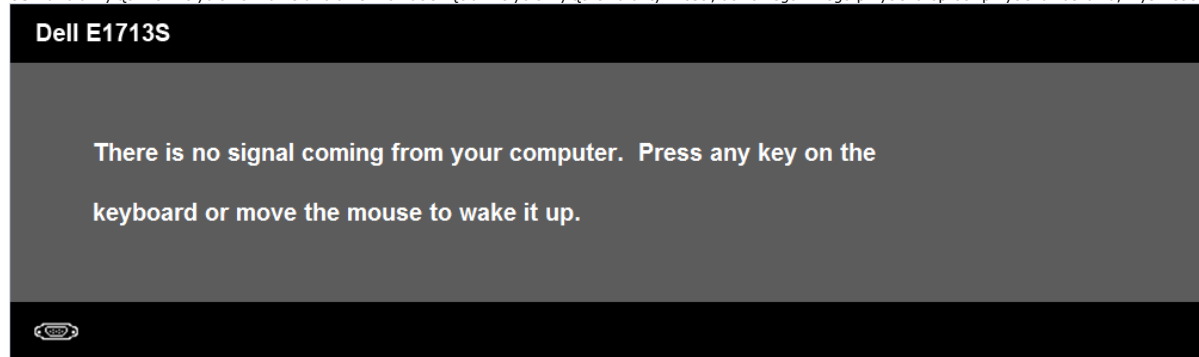 Dell E1713S
There is no signal coming from your computer.  Press any key on the
keyboard or move the mouse to wake it up.